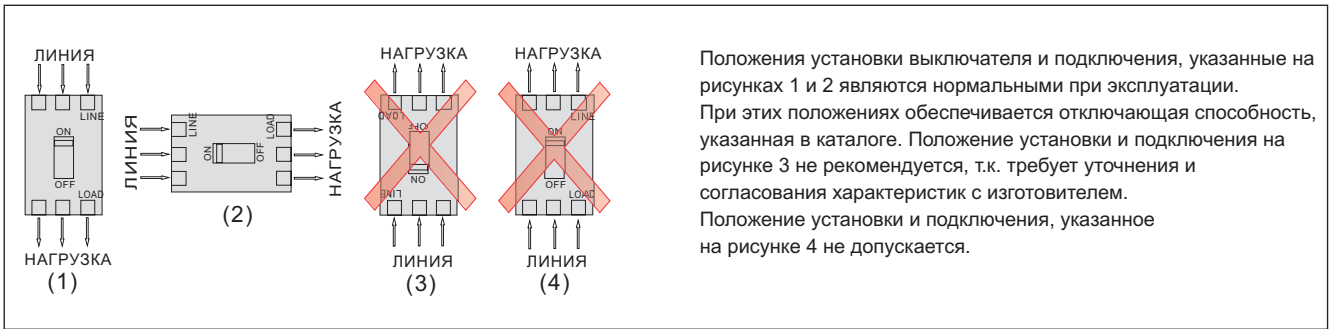 ЛИНИЯ
LINE
ON
OFF
LOAD
НАГРУЗКА
(1)
ЛИНИЯ
LINE
ON
OFF
LOAD
НАГРУЗКА
(2)
НАГРУЗКА
LOAD
OFF
ON
LINE
ЛИНИЯ
(3)
НАГРУЗКА
LINE
ON
OFF
LOAD
ЛИНИЯ
(4)
Положения установки выключателя и подключения, указанные на
рисунках 1 и 2 являются нормальными при эксплуатации.
При этих положениях обеспечивается отключающая способность,
указанная в каталоге. Положение установки и подключения на
рисунке 3 не рекомендуется, т.к. требует уточнения и
согласования характеристик с изготовителем.
Положение установки и подключения, указанное
на рисунке 4 не допускается.